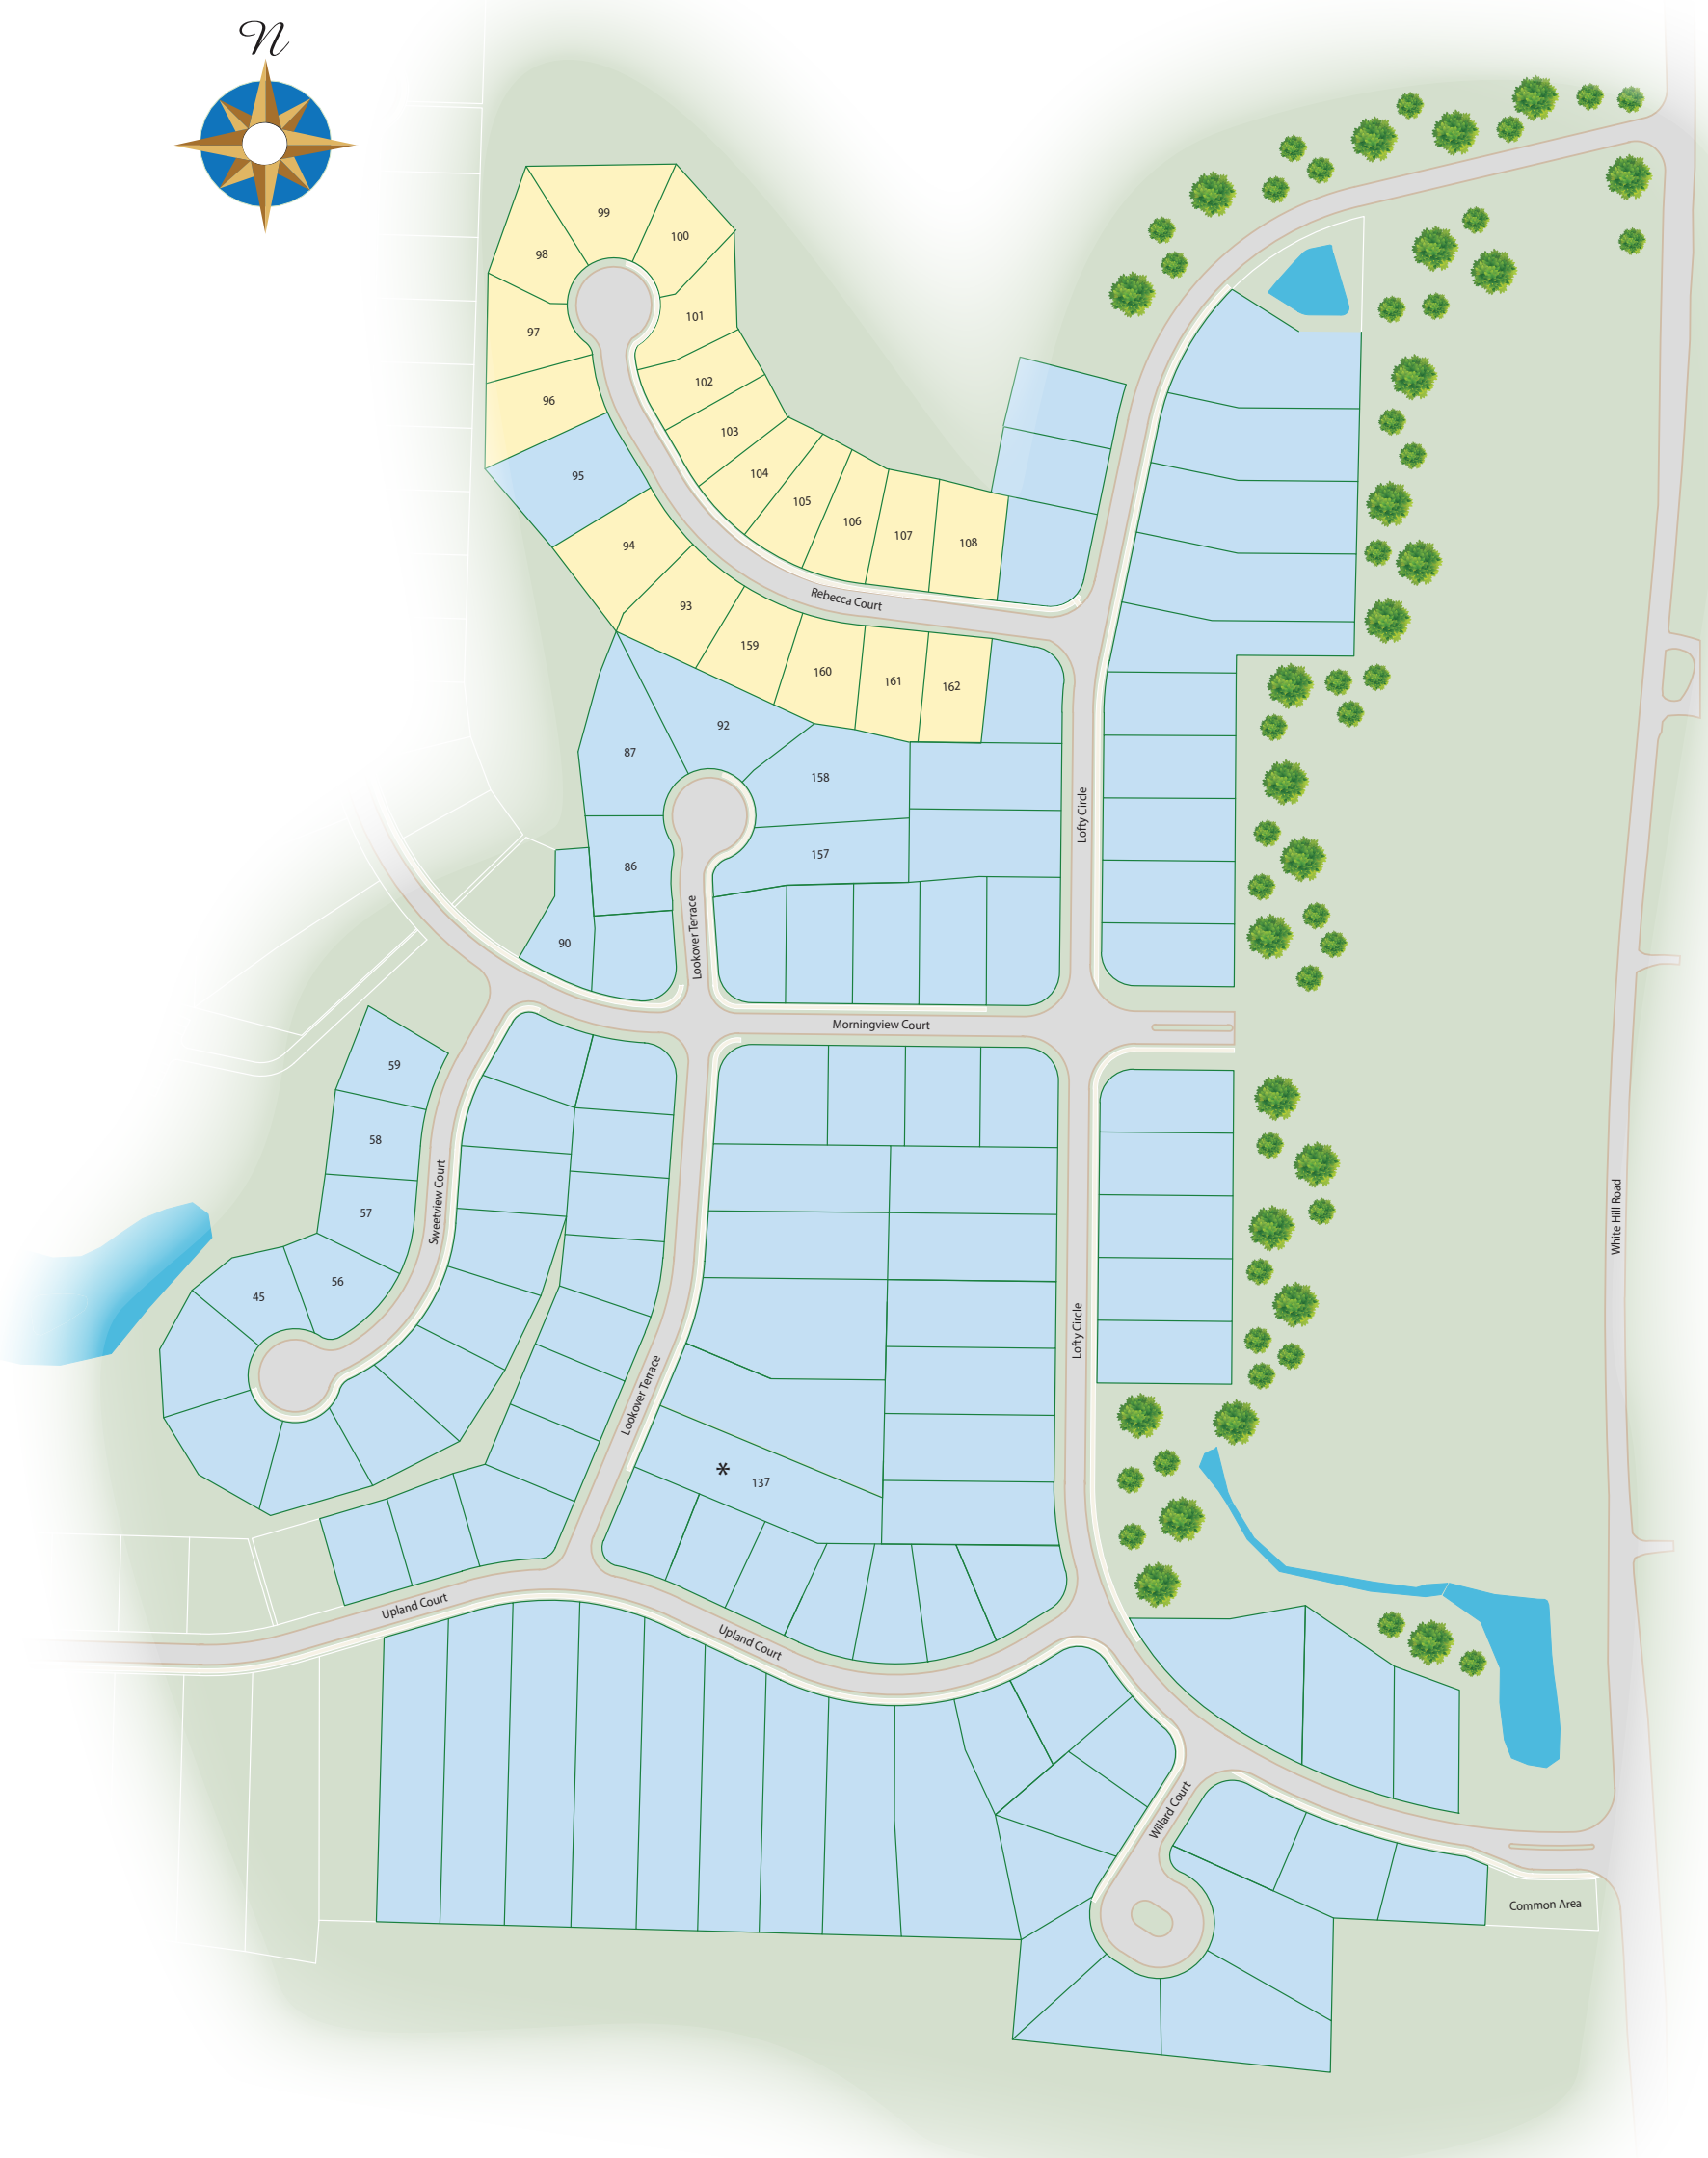 N
99
100
98
101
97
102
96
103
95
104
105
106
107
108
94
Rebecca Court
93
159
160
161
162
92
87
158
Lofty Circle
157
86
90
Lookover Terrace
Morningview Court
59
58
57
Sweetview Court
White Hill Road
56
45
Lofty Circle
Lookover Terrace
* 137
Upland Court
Upland Court
Willard Court
Common Area